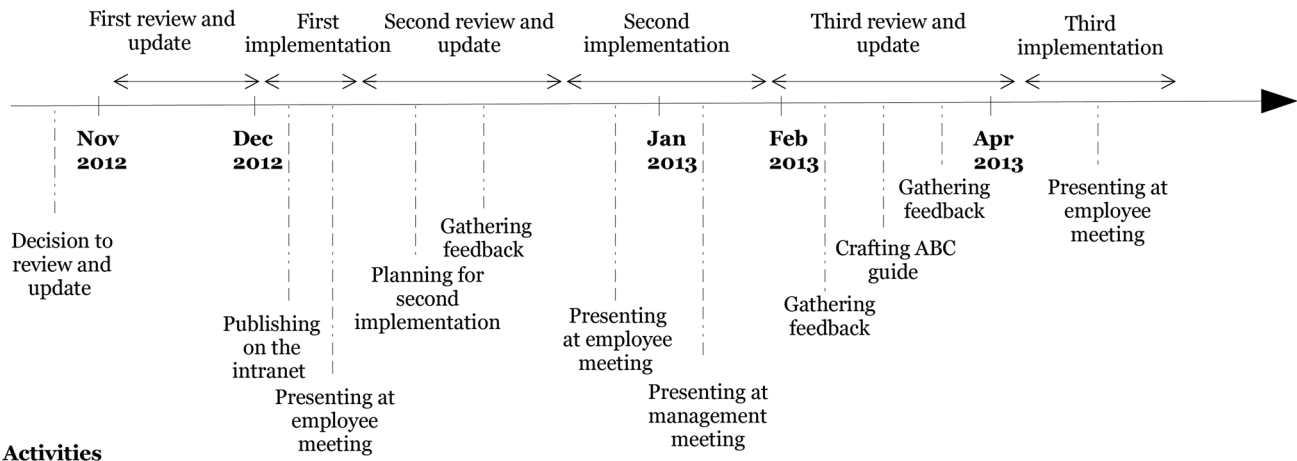 First review and
update
First
implementation
Second review and
update
Second
implementation
Third review and
update
Third
implementation
Nov
2012
Dec
2012
Jan
2013
Feb
2013
Apr
2013
Decision to
review and
update
Publishing
on the
intranet
Presenting at
employee
meeting
Planning for
second
implementation
Gathering
feedback
Presenting
at employee
meeting
Presenting at
management
meeting
Gathering
feedback
Crafting ABC
guide
Gathering
feedback
Presenting at
employee
meeting
Activities